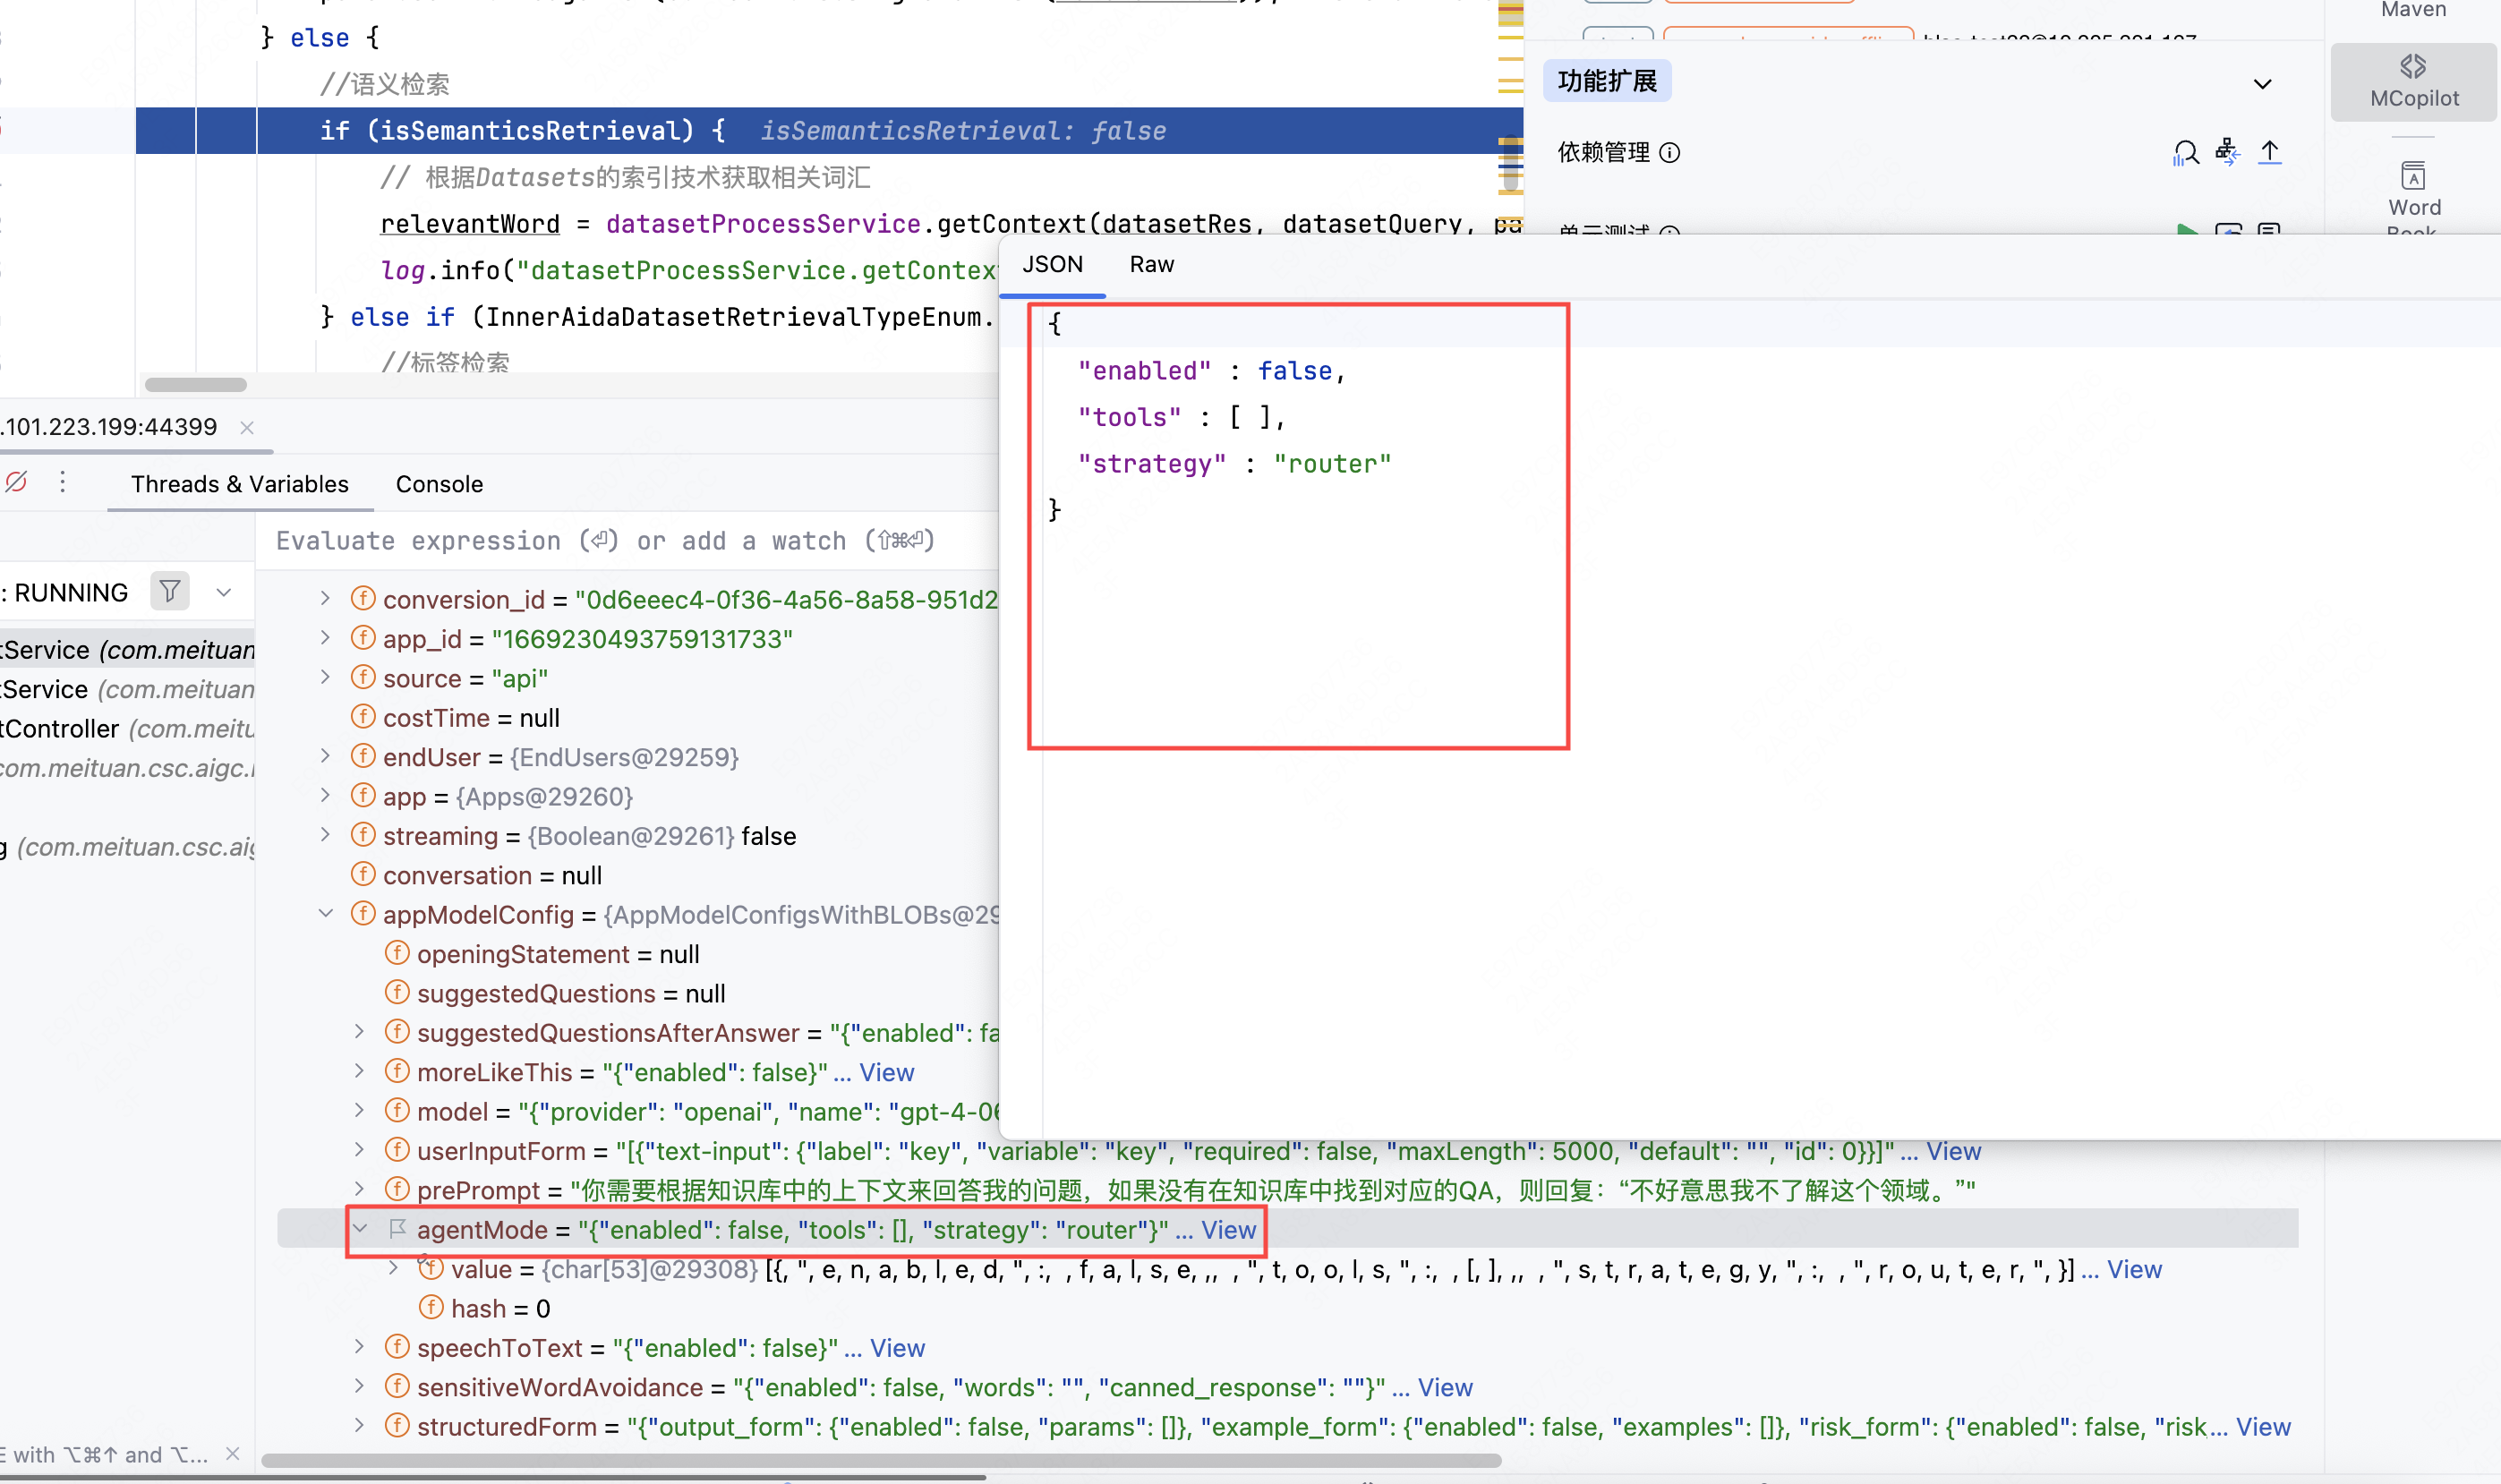 } else {
//语义检索
if (isSemanticsRetrieval) {   isSemanticsRetrieval: false
// 根据Datasets的索引技术获取相关词汇
relevantWord = datasetProcessService.getContext(datasetRes, datasetQuery, pa
log.info("datasetProcessService.getContex
} else if (InnerAidaDatasetRetrievalTypeEnum.
//标签检索
Maven
MCopilot
Word
Book
功能扩展
依赖管理
单元测试
JSON
Raw
{
"enabled" : false,
"tools" : [ ],
"strategy" : "router"
}
.101.223.199:44399
Threads & Variables
Console
Evaluate expression (⏎) or add a watch (⇧⌘⏎)
: RUNNING
tService (com.meituan
tService (com.meituan
tController (com.meitu
com.meituan.csc.aigc.
g (com.meituan.csc.aig
conversion_id = "0d6eeec4-0f36-4a56-8a58-951d2
app_id = "1669230493759131733"
source = "api"
costTime = null
endUser = {EndUsers@29259}
app = {Apps@29260}
streaming = {Boolean@29261} false
conversation = null
appModelConfig = {AppModelConfigsWithBLOBs@29
openingStatement = null
suggestedQuestions = null
suggestedQuestionsAfterAnswer = "{"enabled": fa
moreLikeThis = "{"enabled": false}" ... View
model = "{"provider": "openai", "name": "gpt-4-06
userInputForm = "[{"text-input": {"label": "key", "variable": "key", "required": false, "maxLength": 5000, "default": "", "id": 0}}]" ... View
prePrompt = "你需要根据知识库中的上下文来回答我的问题，如果没有在知识库中找到对应的QA，则回复：“不好意思我不了解这个领域。”"
agentMode = "{"enabled": false, "tools": [], "strategy": "router"}" ... View
value = {char[53]@29308} [{, ", e, n, a, b, l, e, d, ", :,  , f, a, l, s, e, ,,  , ", t, o, o, l, s, ", :,  , [, ], ,,  , ", s, t, r, a, t, e, g, y, ", :,  , ", r, o, u, t, e, r, ", }] ... View
hash = 0
speechToText = "{"enabled": false}" ... View
sensitiveWordAvoidance = "{"enabled": false, "words": "", "canned_response": ""}" ... View
structuredForm = "{"output_form": {"enabled": false, "params": []}, "example_form": {"enabled": false, "examples": []}, "risk_form": {"enabled": false, "risk... View
E with ⌥⌘↑ and ⌥...